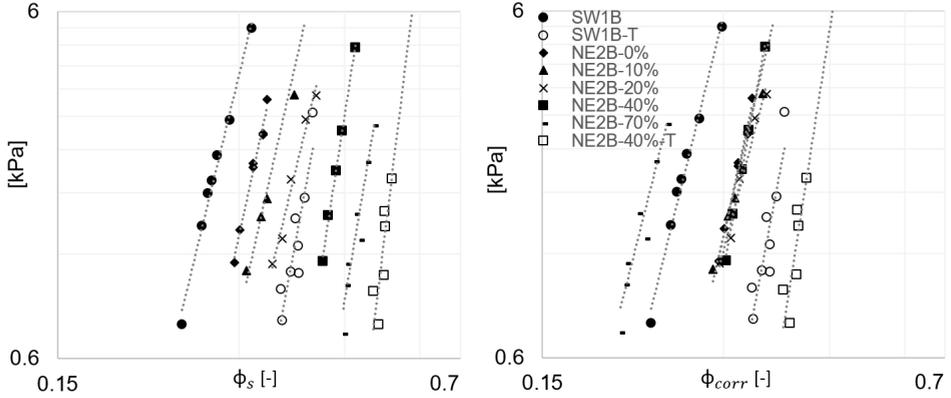 6
[kPa]
0.6
0.15
ϕₛ [-]
0.7
6
SW1B
SW1B-T
NE2B-0%
NE2B-10%
NE2B-20%
NE2B-40%
NE2B-70%
NE2B-40%-T
[kPa]
0.6
0.15
ϕcorr [-]
0.7